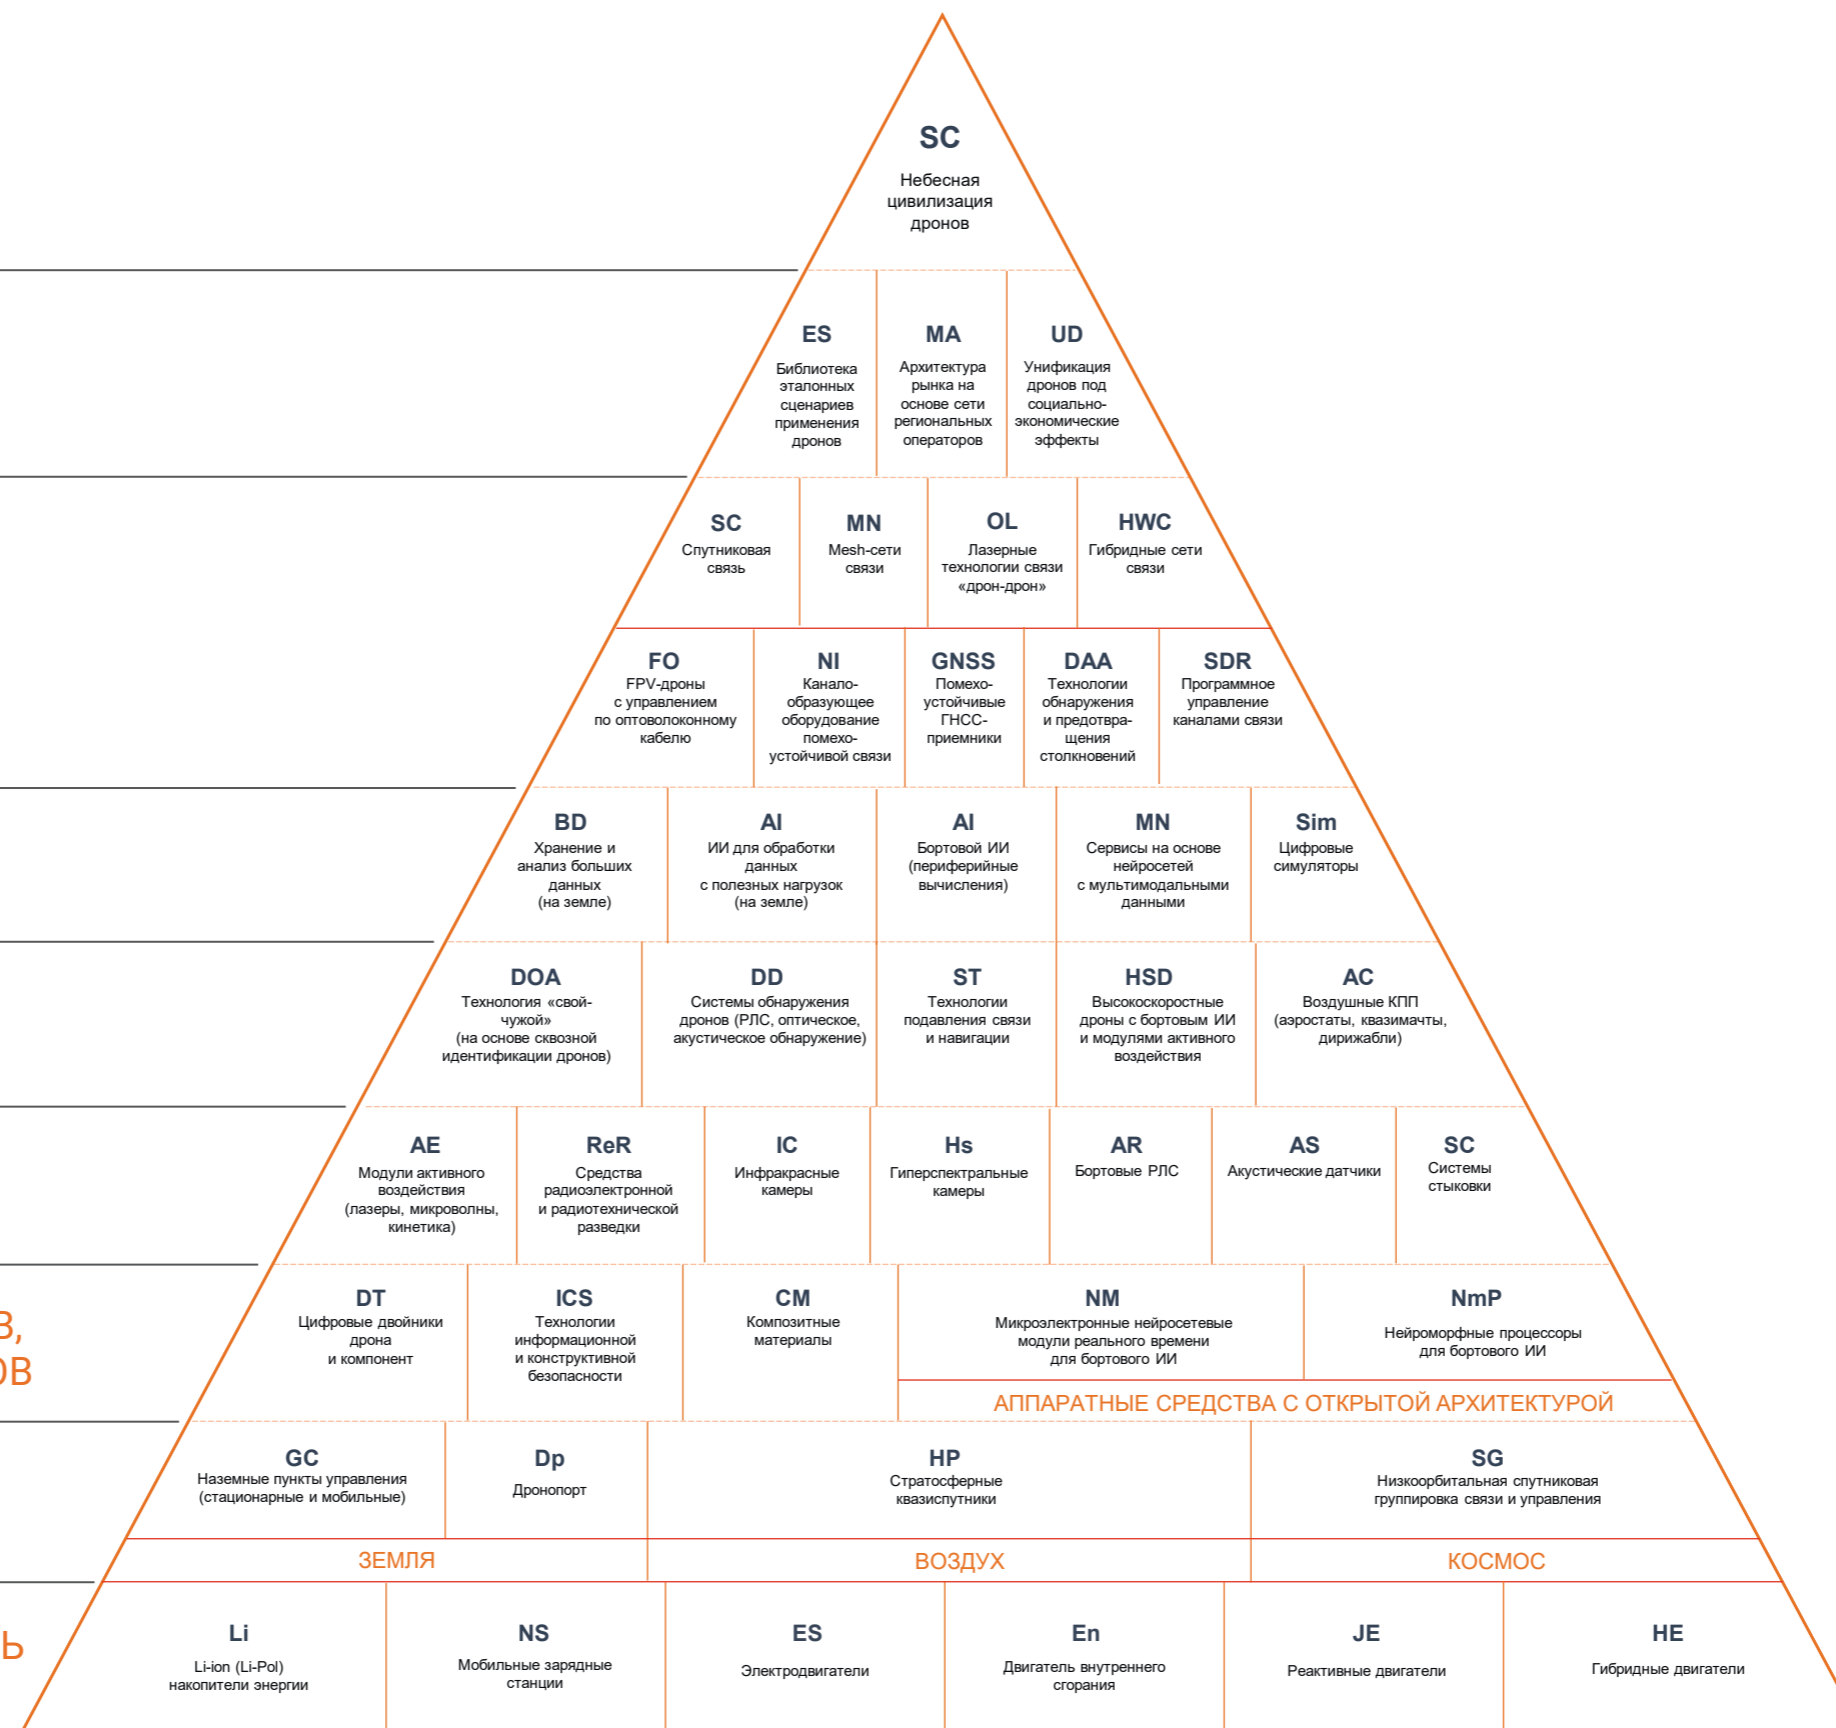 SC
Небесная
цивилизация
дронов
ES
Библиотека
эталонных
сценариев
применения
дронов
MA
Архитектура
рынка на
основе сети
региональных
операторов
UD
Унификация
дронов под
социально-
экономические
эффекты
SC
Спутниковая
связь
MN
Mesh-сети
связи
OL
Лазерные
технологии связи
«дрон-дрон»
HWC
Гибридные сети
связи
FO
FPV-дроны
с управлением
по оптоволоконному
кабелю
NI
Канало-
образующее
оборудование
помехо-
устойчивой связи
GNSS
Помехо-
устойчивые
ГНСС-
приемники
DAA
Технологии
обнаружения
и предотвра-
щения
столкновений
SDR
Программное
управление
каналами связи
BD
Хранение и
анализ больших
данных
(на земле)
AI
ИИ для обработки
данных
с полезных нагрузок
(на земле)
AI
Бортовой ИИ
(периферийные
вычисления)
MN
Сервисы на основе
нейросетей
с мультимодальными
данными
Sim
Цифровые
симуляторы
DOA
Технология «свой-
чужой»
(на основе сквозной
идентификации дронов)
DD
Системы обнаружения
дронов (РЛС, оптическое,
акустическое обнаружение)
ST
Технологии
подавления связи
и навигации
HSD
Высокоскоростные
дроны с бортовым ИИ
и модулями активного
воздействия
AC
Воздушные КПП
(аэростаты, квазимачты,
дирижабли)
AE
Модули активного
воздействия
(лазеры, микроволны,
кинетика)
ReR
Средства
радиоэлектронной
и радиотехнической
разведки
IC
Инфракрасные
камеры
Hs
Гиперспектральные
камеры
AR
Бортовые РЛС
AS
Акустические датчики
SC
Системы
стыковки
В,
ОВ
DT
Цифровые двойники
дрона
и компонент
ICS
Технологии
информационной
и конструктивной
безопасности
CM
Композитные
материалы
NM
Микроэлектронные нейросетевые
модули реального времени
для бортового ИИ
NmP
Нейроморфные процессоры
для бортового ИИ
АППАРАТНЫЕ СРЕДСТВА С ОТКРЫТОЙ АРХИТЕКТУРОЙ
GC
Наземные пункты управления
(стационарные и мобильные)
Dp
Дронопорт
HP
Стратосферные
квазиспутники
SG
Низкоорбитальная спутниковая
группировка связи и управления
ЗЕМЛЯ
ВОЗДУХ
КОСМОС
Ь
Li
Li-ion (Li-Pol)
накопители энергии
NS
Мобильные зарядные
станции
ES
Электродвигатели
En
Двигатель внутреннего
сгорания
JE
Реактивные двигатели
HE
Гибридные двигатели